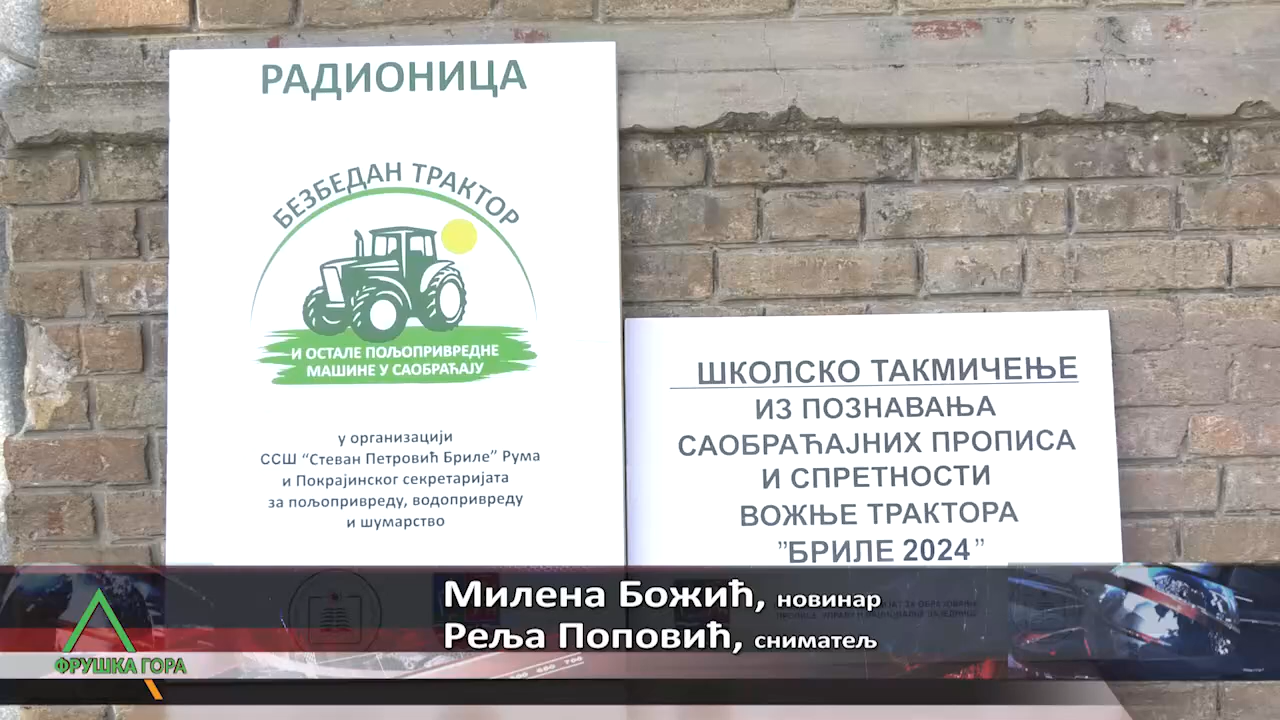 РАДИОНИЦА
БЕЗБЕДАН ТРАКТОР
И ОСТАЛЕ ПОЉОПРИВРЕДНЕ
МАШИНЕ У САОБРАЋАЈУ
у организацији
ССШ “Стеван Петровић Бриле” Рума
и Покрајинског секретаријата
за пољопривреду, водопривреду
и шумарство
ШКОЛСКО ТАКМИЧЕЊЕ
ИЗ ПОЗНАВАЊА
САОБРАЋАЈНИХ ПРОПИСА
И СПРЕТНОСТИ
ВОЖЊЕ ТРАКТОРА
”БРИЛЕ 2024”
Милена Божић, новинар
Реља Поповић, сниматељ
ФРУШКА ГОРА